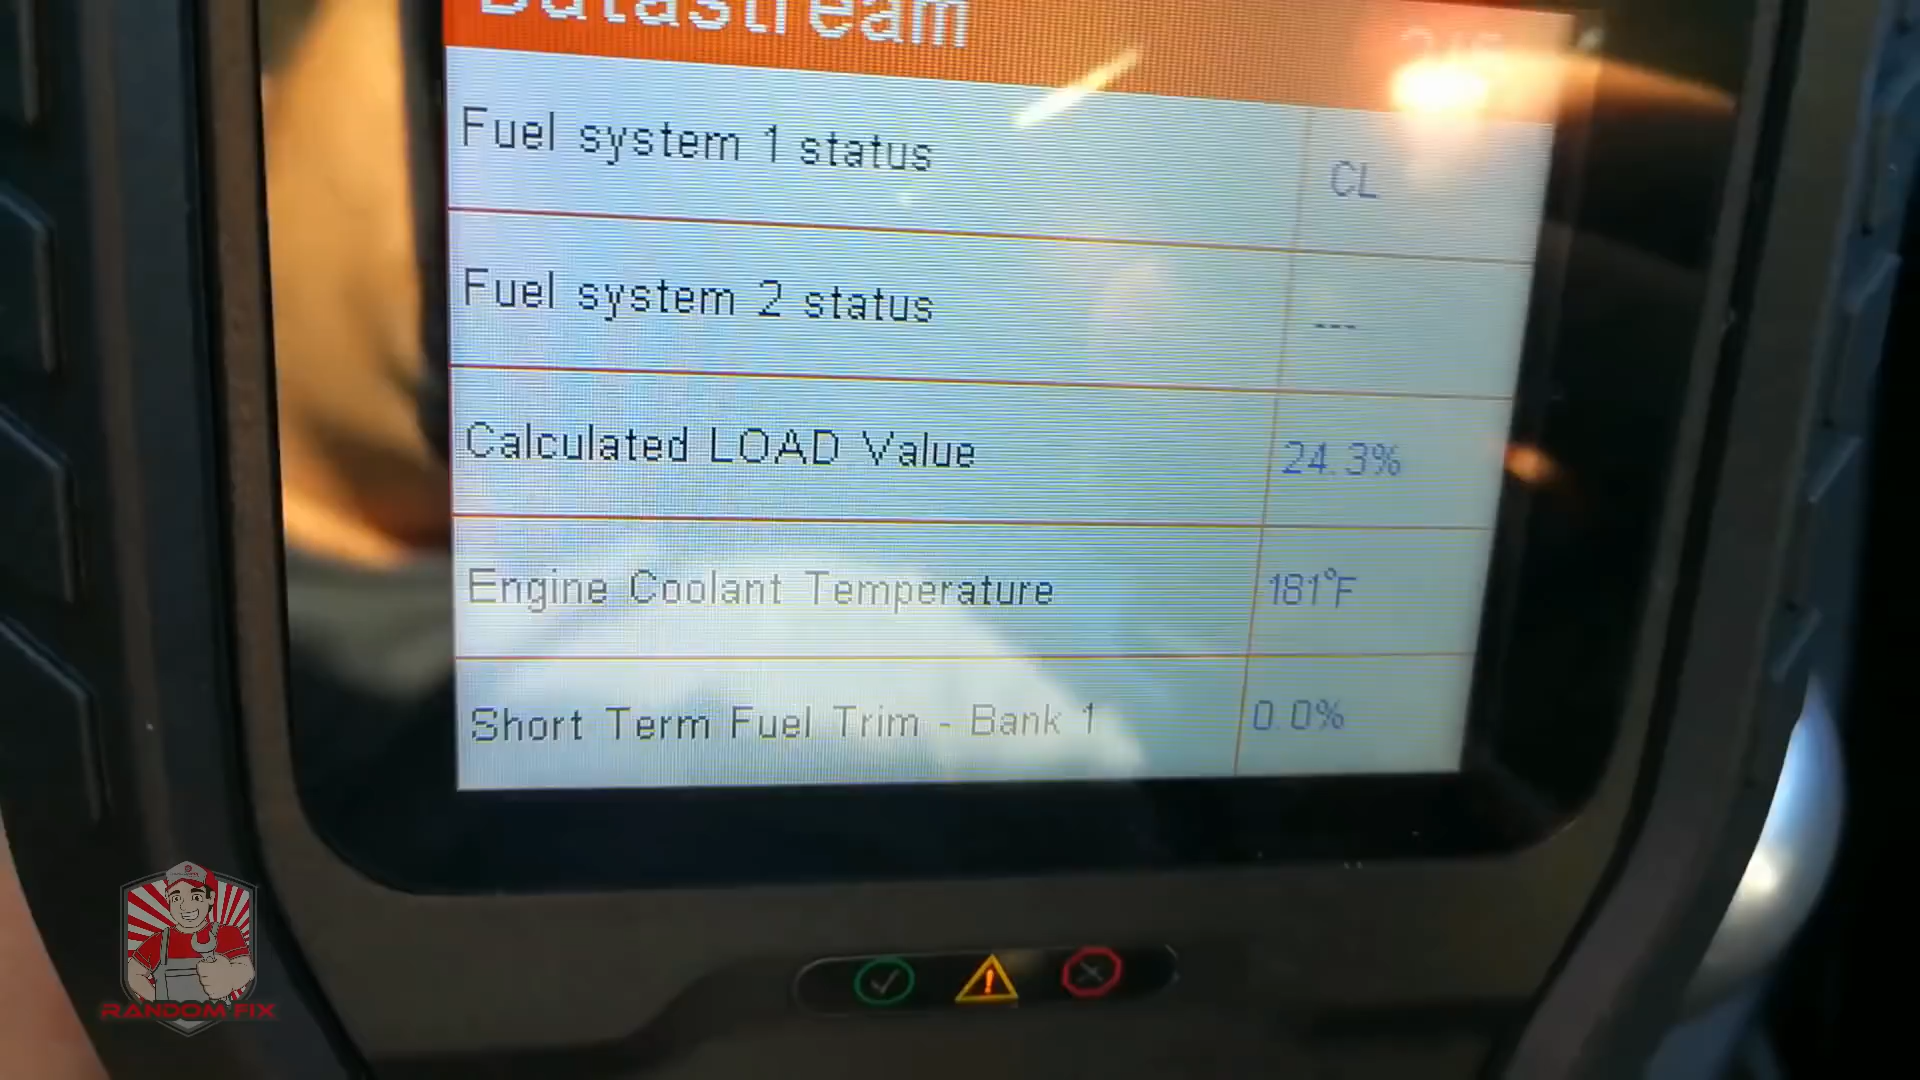 Datastream
Fuel system 1 status CL
Fuel system 2 status ---
Calculated LOAD Value 24.3%
Engine Coolant Temperature 181°F
Short Term Fuel Trim - Bank 1 0.0%
RANDOM FIX